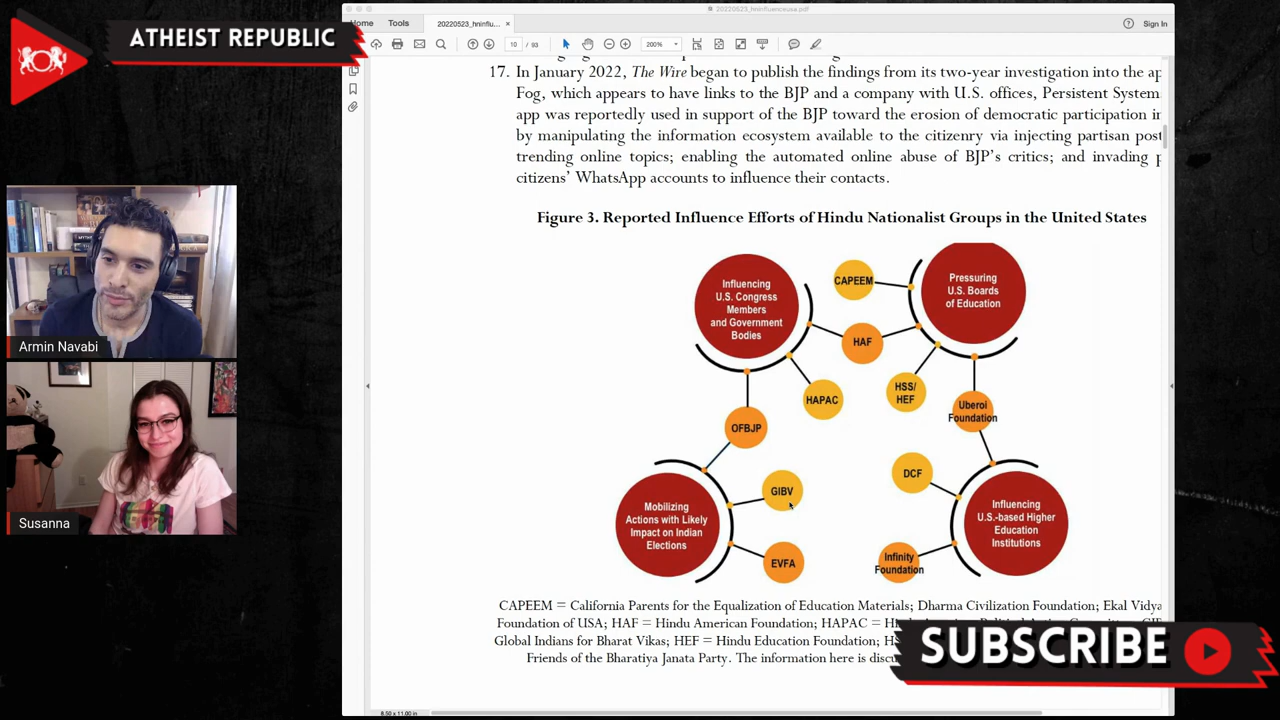 ATHEIST REPUBLIC
Armin Navabi
Susanna
20220523_hninfluenceusa.pdf
Home Tools 20220523_hninflu... × Sign In
10 / 93 200%
17. In January 2022, The Wire began to publish the findings from its two-year investigation into the
Fog, which appears to have links to the BJP and a company with U.S. offices, Persistent System
app was reportedly used in support of the BJP toward the erosion of democratic participation
by manipulating the information ecosystem available to the citizenry via injecting partisan post
trending online topics; enabling the automated online abuse of BJP's critics; and invading
citizens' WhatsApp accounts to influence their contacts.
Figure 3. Reported Influence Efforts of Hindu Nationalist Groups in the United States
Influencing
U.S. Congress
Members
and Government
Bodies
CAPEEM
Pressuring
U.S. Boards
of Education
HAF
HAPAC
HSS/
HEF
Uberoi
Foundation
OFBJP
GIBV
DCF
Mobilizing
Actions with Likely
Impact on Indian
Elections
EVFA
Infinity
Foundation
Influencing
U.S.-based Higher
Education
Institutions
CAPEEM = California Parents for the Equalization of Education Materials; Dharma Civilization Foundation; Ekal Vidya
Foundation of USA; HAF = Hindu American Foundation; HAPAC =
Global Indians for Bharat Vikas; HEF = Hindu Education Foundation;
Friends of the Bharatiya Janata Party. The information here is
8.50 x 11.00 in
SUBSCRIBE